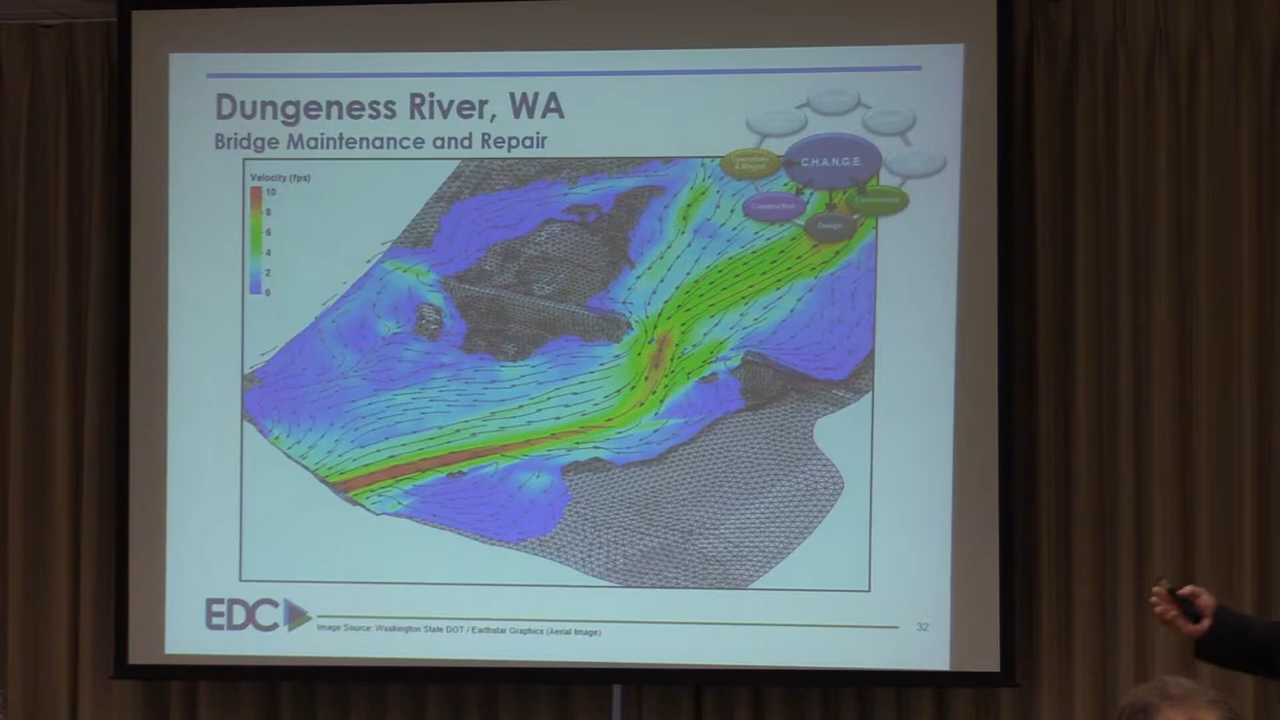 Dungeness River, WA
Bridge Maintenance and Repair
Velocity (fps)
10
8
6
4
2
0
C.H.A.N.G.E.
Construction
Environment
Design
EDC
Image Source: Washington State DOT / Earthstar Graphics (Aerial Image)
32